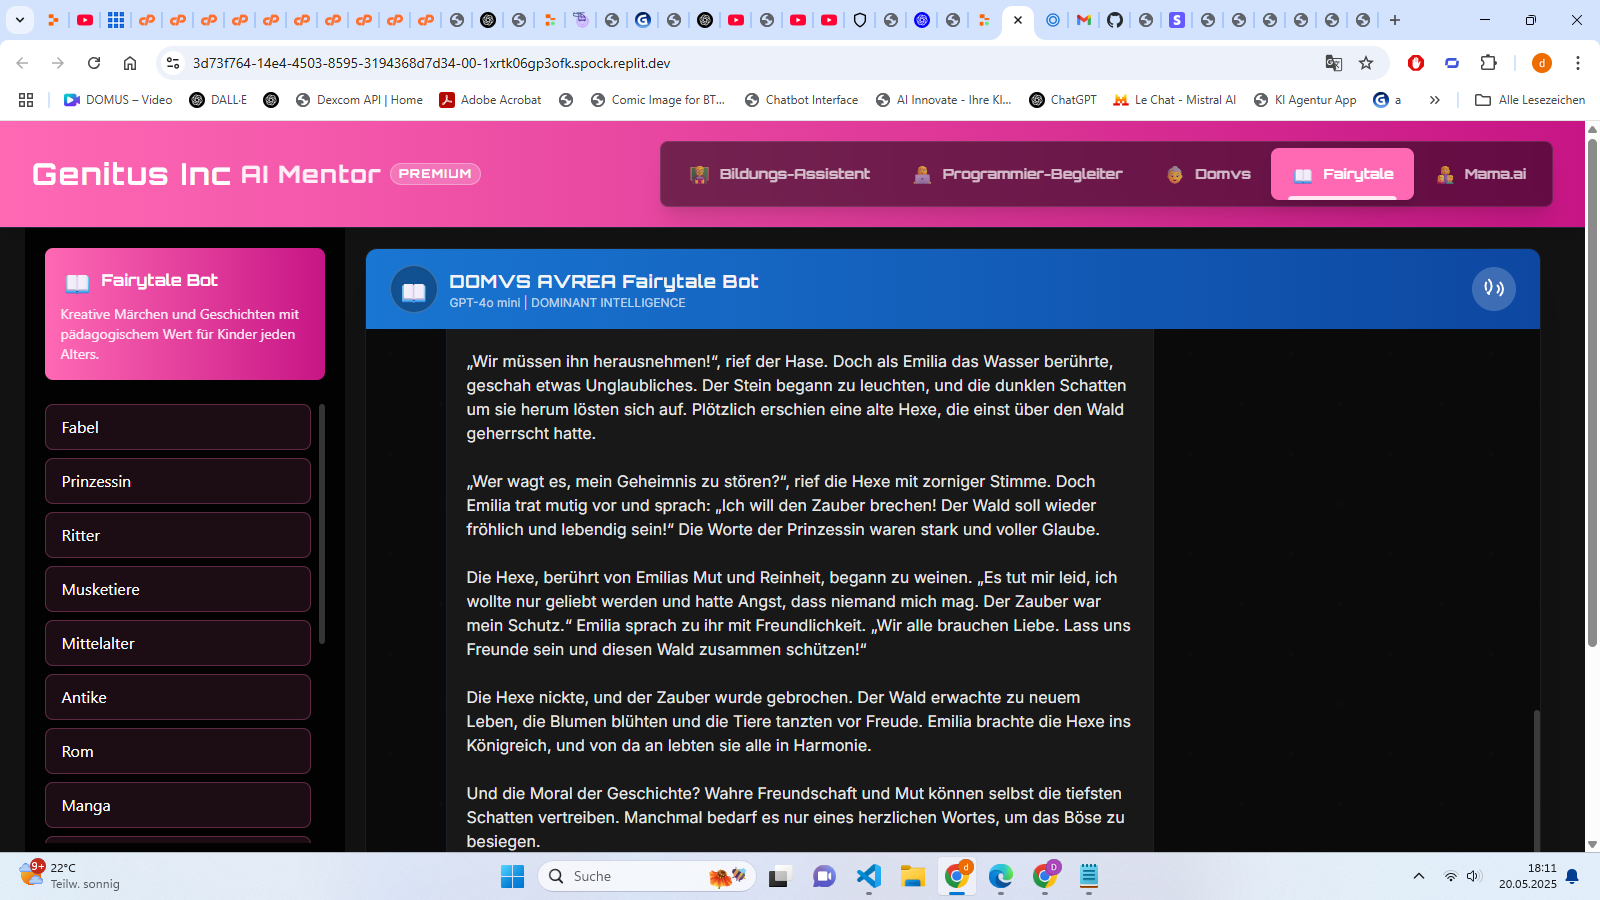 3d73f764-14e4-4503-8595-3194368d7d34-00-1xrtk06gp3ofk.spock.replit.dev
d
DOMUS – Video
DALL·E
Dexcom API | Home
Adobe Acrobat
Comic Image for BT...
Chatbot Interface
AI Innovate - Ihre KI...
ChatGPT
Le Chat - Mistral AI
KI Agentur App
a
»
Alle Lesezeichen
Genitus Inc AI Mentor PREMIUM
Bildungs-Assistent
Programmier-Begleiter
Domvs
Fairytale
Mama.ai
Fairytale Bot
Kreative Märchen und Geschichten mit
pädagogischem Wert für Kinder jeden
Alters.
Fabel
Prinzessin
Ritter
Musketiere
Mittelalter
Antike
Rom
Manga
DOMVS AVREA Fairytale Bot
GPT-4o mini | DOMINANT INTELLIGENCE
„Wir müssen ihn herausnehmen!“, rief der Hase. Doch als Emilia das Wasser berührte,
geschah etwas Unglaubliches. Der Stein begann zu leuchten, und die dunklen Schatten
um sie herum lösten sich auf. Plötzlich erschien eine alte Hexe, die einst über den Wald
geherrscht hatte.
„Wer wagt es, mein Geheimnis zu stören?“, rief die Hexe mit zorniger Stimme. Doch
Emilia trat mutig vor und sprach: „Ich will den Zauber brechen! Der Wald soll wieder
fröhlich und lebendig sein!“ Die Worte der Prinzessin waren stark und voller Glaube.
Die Hexe, berührt von Emilias Mut und Reinheit, begann zu weinen. „Es tut mir leid, ich
wollte nur geliebt werden und hatte Angst, dass niemand mich mag. Der Zauber war
mein Schutz.“ Emilia sprach zu ihr mit Freundlichkeit. „Wir alle brauchen Liebe. Lass uns
Freunde sein und diesen Wald zusammen schützen!“
Die Hexe nickte, und der Zauber wurde gebrochen. Der Wald erwachte zu neuem
Leben, die Blumen blühten und die Tiere tanzten vor Freude. Emilia brachte die Hexe ins
Königreich, und von da an lebten sie alle in Harmonie.
Und die Moral der Geschichte? Wahre Freundschaft und Mut können selbst die tiefsten
Schatten vertreiben. Manchmal bedarf es nur eines herzlichen Wortes, um das Böse zu
besiegen.
9+
22°C
Teilw. sonnig
Suche
d
D
18:11
20.05.2025